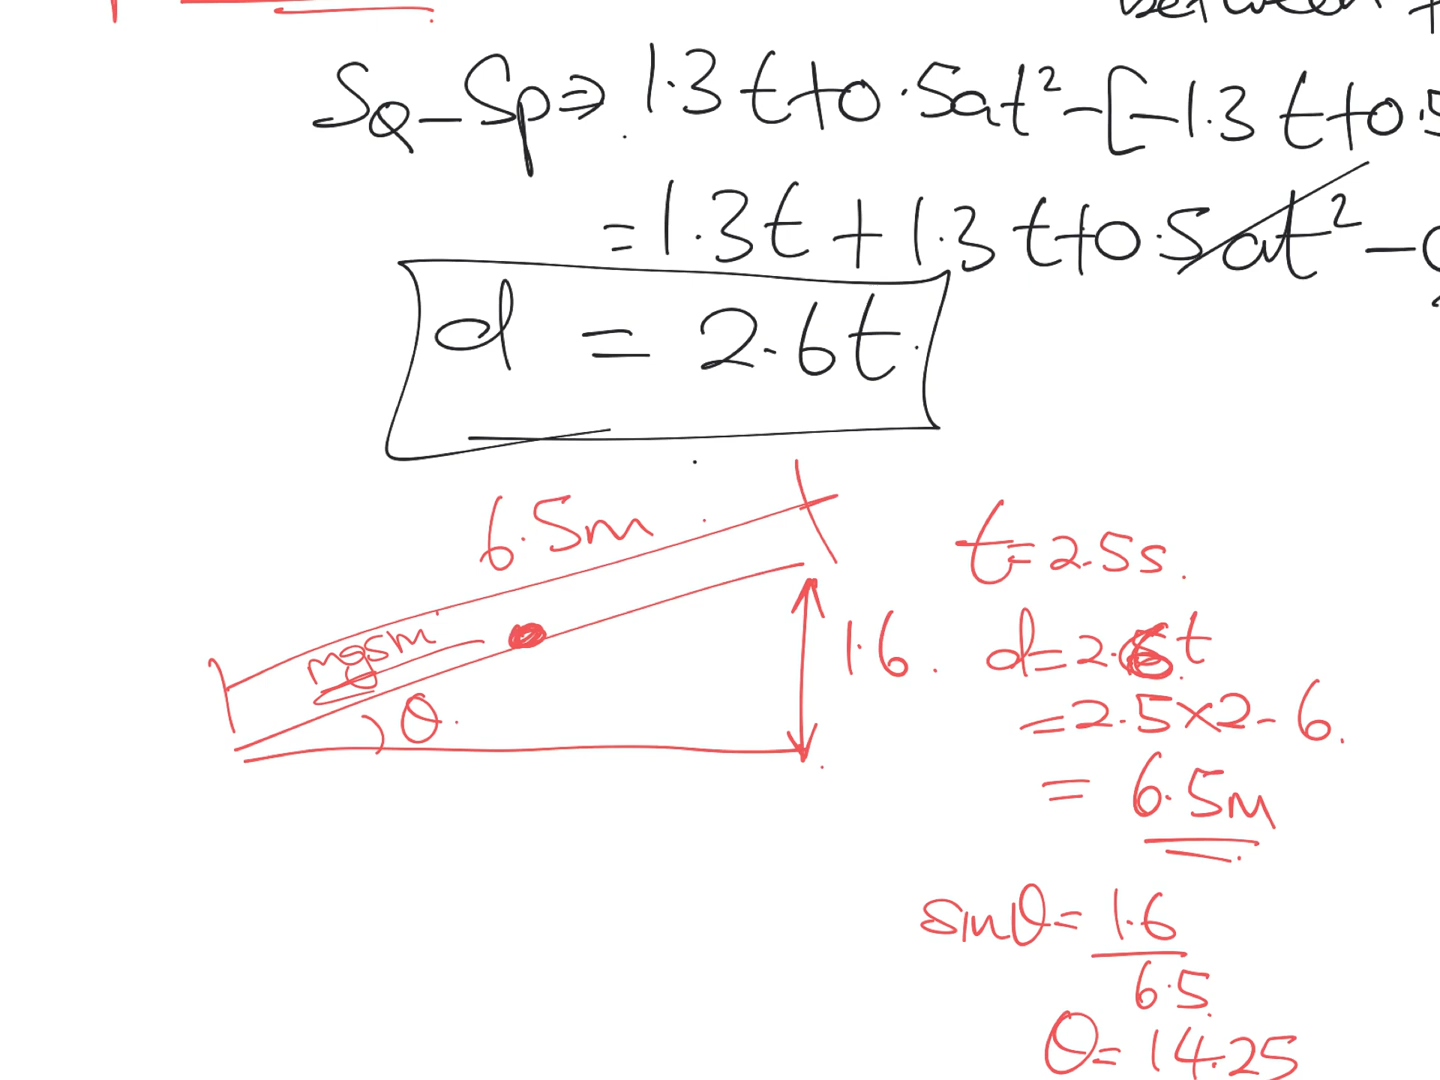 between
SQ - Sp ⇒ 1.3t + 0.5at² - [-1.3t + 0.5
= 1.3t + 1.3t + 0.5at² -
d = 2.6t
6.5m
t = 2.5s.
mgsm
1.6.
d = 2.6t
θ.
= 2.5 × 2-6.
= 6.5m
sinθ = 1.6
6.5
θ = 14.25